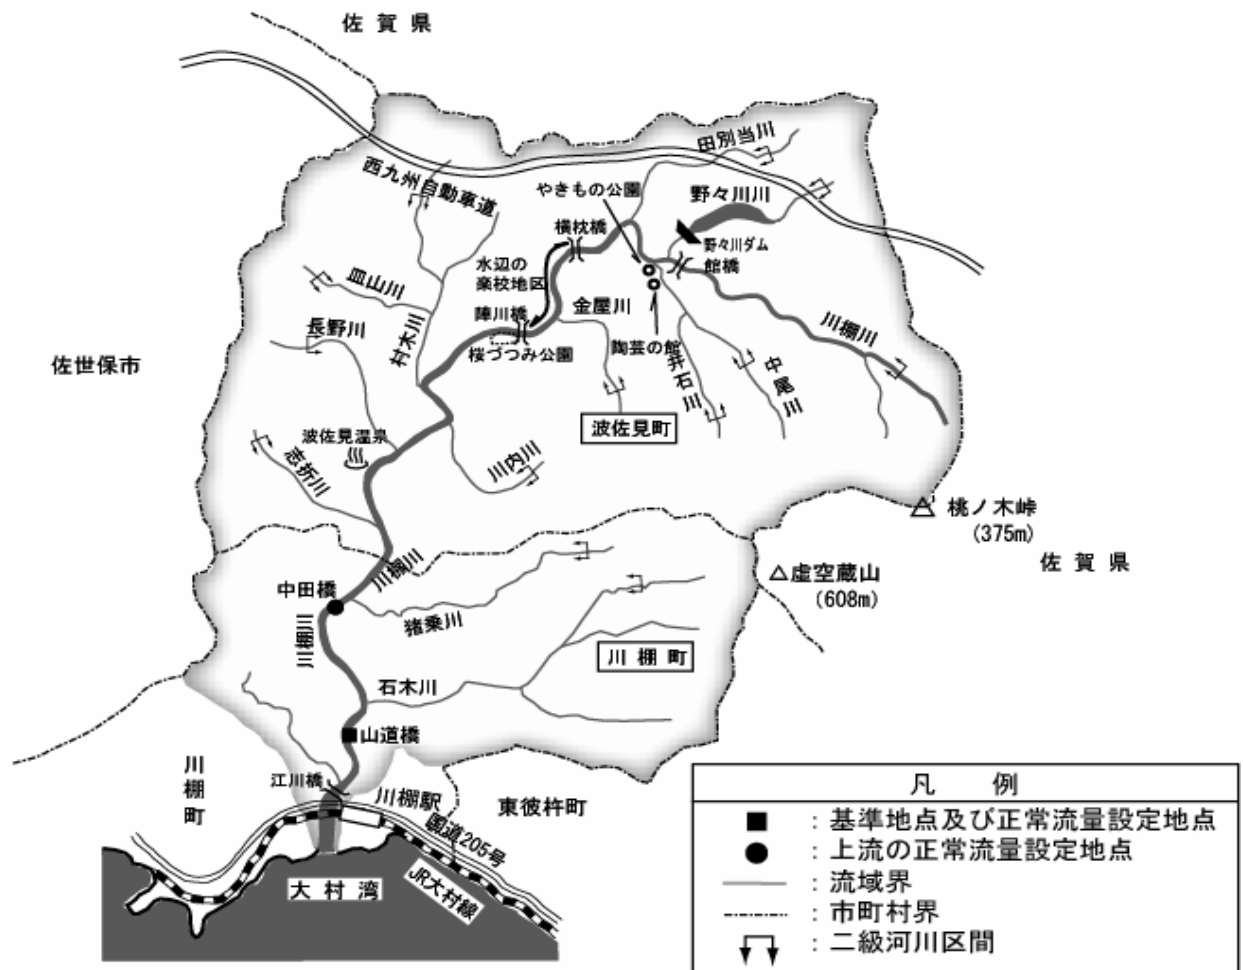 佐賀県
田別当川
西九州自動車道
やきもの公園
野々川川
横枕橋
野々川ダム
館橋
水辺の
楽校地区
皿山川
金屋川
陣川橋
川棚川
長野川
村木川
桜づつみ公園
陶芸の館
井石川
中尾川
佐世保市
波佐見町
波佐見温泉
志折川
川内川
桃ノ木峠
(375m)
佐賀県
虚空蔵山
(608m)
川棚川
中田橋
猪乗川
川棚川
川棚町
石木川
山道橋
川棚町
江川橋
川棚駅
東彼杵町
国道205号
大村湾
JR大村線
凡例
：基準地点及び正常流量設定地点
：上流の正常流量設定地点
：流域界
：市町村界
：二級河川区間